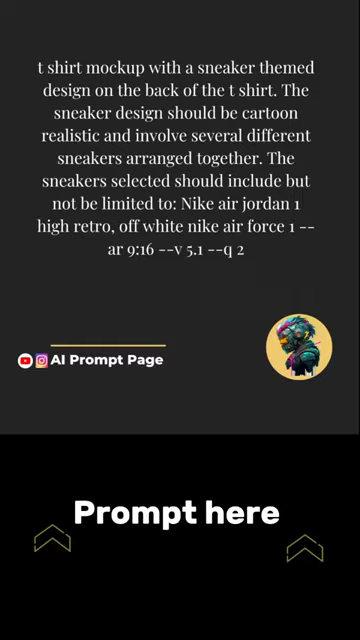 t shirt mockup with a sneaker themed
design on the back of the t shirt. The
sneaker design should be cartoon
realistic and involve several different
sneakers arranged together. The
sneakers selected should include but
not be limited to: Nike air jordan 1
high retro, off white nike air force 1 --
ar 9:16 --v 5.1 --q 2
AI Prompt Page
Prompt here